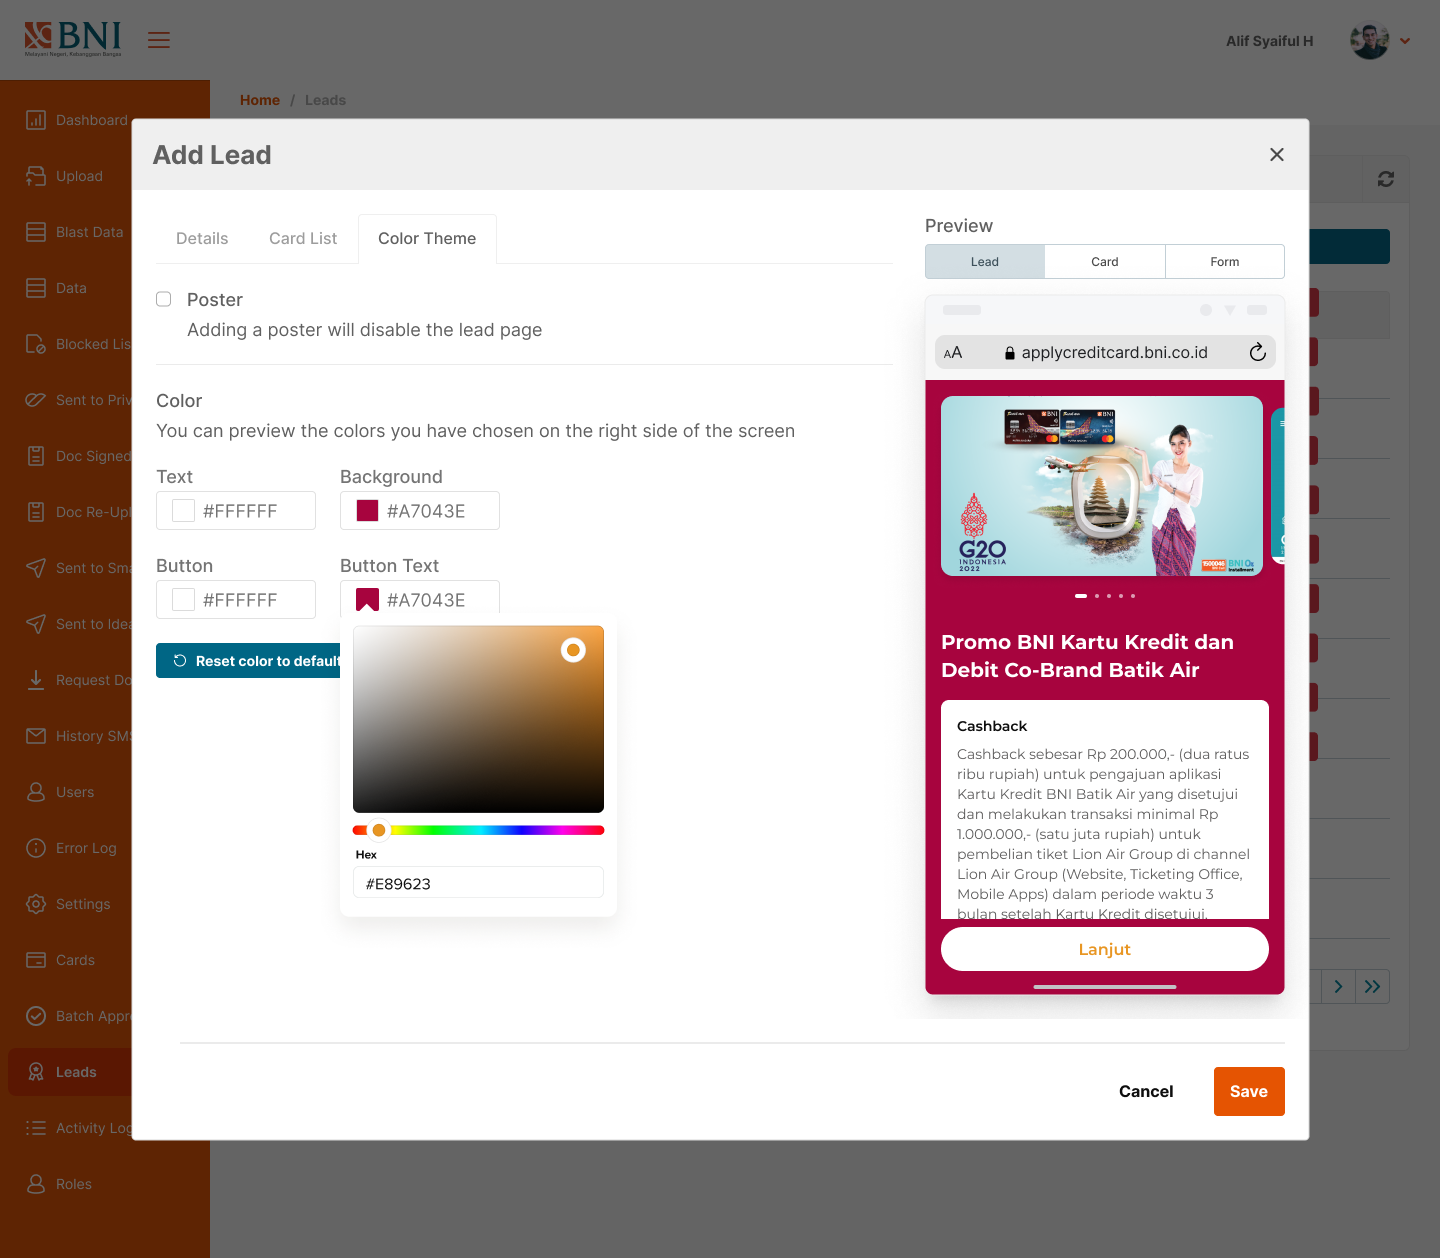 BNI
Melayani Negeri, Kebanggaan Bangsa
Alif Syaiful H
Home / Leads
Dashboard
Upload
Blast Data
Data
Blocked Lis
Sent to Priv
Doc Signed
Doc Re-Upl
Sent to Sma
Sent to Idea
Request Do
History SMS
Users
Error Log
Settings
Cards
Batch Appr
Leads
Activity Log
Roles
Add Lead
Details
Card List
Color Theme
Poster
Adding a poster will disable the lead page
Color
You can preview the colors you have chosen on the right side of the screen
Text
Background
#FFFFFF
#A7043E
Button
Button Text
#FFFFFF
#A7043E
Reset color to default
Hex
#E89623
Preview
Lead
Card
Form
AA
applycreditcard.bni.co.id
BNI
BNI
G20
INDONESIA
2022
1500046
BNI
Installment
Promo BNI Kartu Kredit dan
Debit Co-Brand Batik Air
Cashback
Cashback sebesar Rp 200.000,- (dua ratus
ribu rupiah) untuk pengajuan aplikasi
Kartu Kredit BNI Batik Air yang disetujui
dan melakukan transaksi minimal Rp
1.000.000,- (satu juta rupiah) untuk
pembelian tiket Lion Air Group di channel
Lion Air Group (Website, Ticketing Office,
Mobile Apps) dalam periode waktu 3
bulan setelah Kartu Kredit disetujui.
Lanjut
Cancel
Save